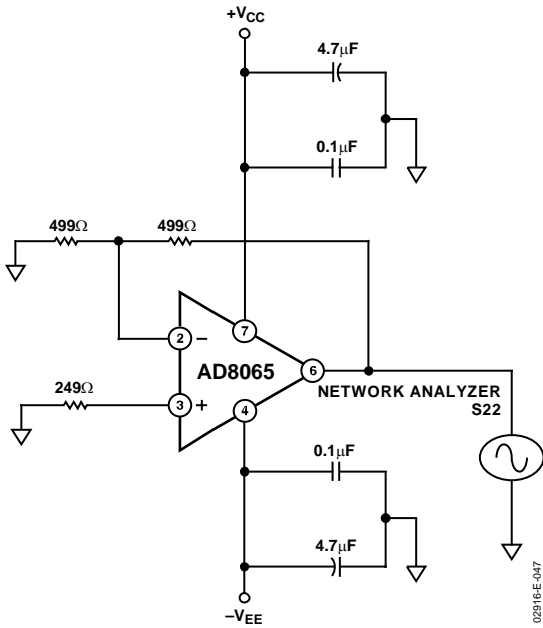 +VCC
4.7µF
0.1µF
499Ω
499Ω
2
−
7
AD8065
6
NETWORK ANALYZER
S22
249Ω
3
+
4
0.1µF
4.7µF
−VEE
02916-E-047